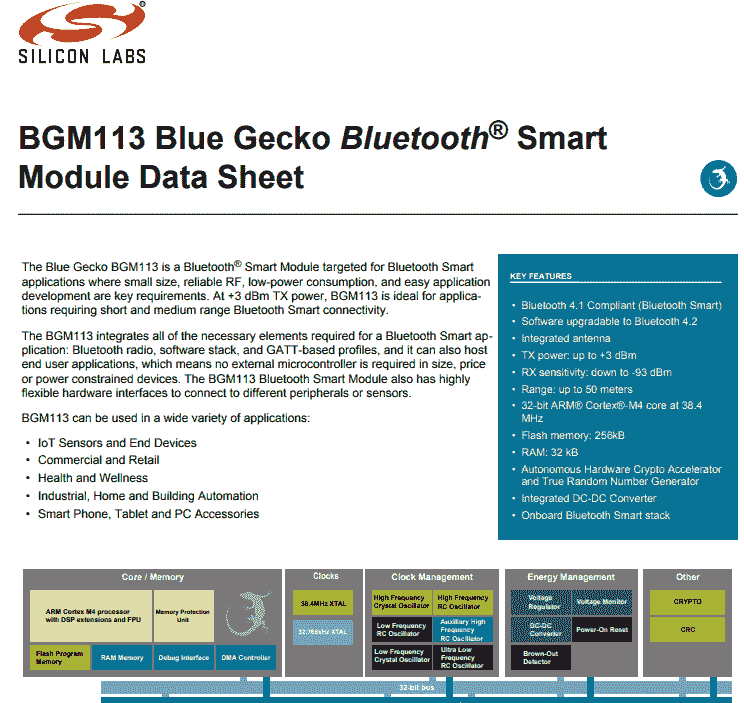 SILICON LABS
BGM113 Blue Gecko Bluetooth® Smart
Module Data Sheet
The Blue Gecko BGM113 is a Bluetooth® Smart Module targeted for Bluetooth Smart
applications where small size, reliable RF, low-power consumption, and easy application
development are key requirements. At +3 dBm TX power, BGM113 is ideal for applica-
tions requiring short and medium range Bluetooth Smart connectivity.
The BGM113 integrates all of the necessary elements required for a Bluetooth Smart ap-
plication: Bluetooth radio, software stack, and GATT-based profiles, and it can also host
end user applications, which means no external microcontroller is required in size, price
or power constrained devices. The BGM113 Bluetooth Smart Module also has highly
flexible hardware interfaces to connect to different peripherals or sensors.
BGM113 can be used in a wide variety of applications:
• IoT Sensors and End Devices
• Commercial and Retail
• Health and Wellness
• Industrial, Home and Building Automation
• Smart Phone, Tablet and PC Accessories
KEY FEATURES
• Bluetooth 4.1 Compliant (Bluetooth Smart)
• Software upgradable to Bluetooth 4.2
• Integrated antenna
• TX power: up to +3 dBm
• RX sensitivity: down to -93 dBm
• Range: up to 50 meters
• 32-bit ARM® Cortex®-M4 core at 38.4
MHz
• Flash memory: 256kB
• RAM: 32 kB
• Autonomous Hardware Crypto Accelerator
and True Random Number Generator
• Integrated DC-DC Converter
• Onboard Bluetooth Smart stack
Core / Memory
ARM Cortex M4 processor
with DSP extensions and FPU
Memory Protection
Unit
Flash Program
Memory
RAM Memory
Debug Interface
DMA Controller
Clocks
38.4MHz XTAL
32.768kHz XTAL
Clock Management
High Frequency
Crystal Oscillator
High Frequency
RC Oscillator
Low Frequency
RC Oscillator
Auxiliary High
Frequency
RC Oscillator
Low Frequency
Crystal Oscillator
Ultra Low
Frequency
RC Oscillator
Energy Management
Voltage
Regulator
Voltage Monitor
DC-DC
Converter
Power-On Reset
Brown-Out
Detector
Other
CRYPTO
CRC
32-bit bus